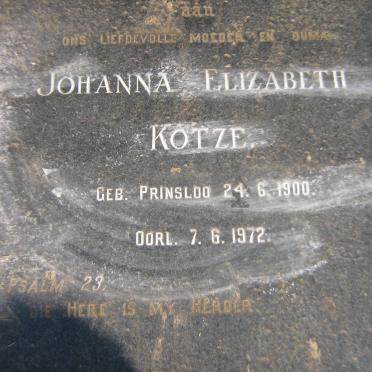 aan
ONS LIEFDEVOLLE MOEDER EN OUMA
JOHANNA ELIZABETH
KOTZE.
GEB. PRINSLOO 24. 6. 1900.
OORL. 7. 6. 1972.
PSALM 23.
DIE HERE IS MY HERDER